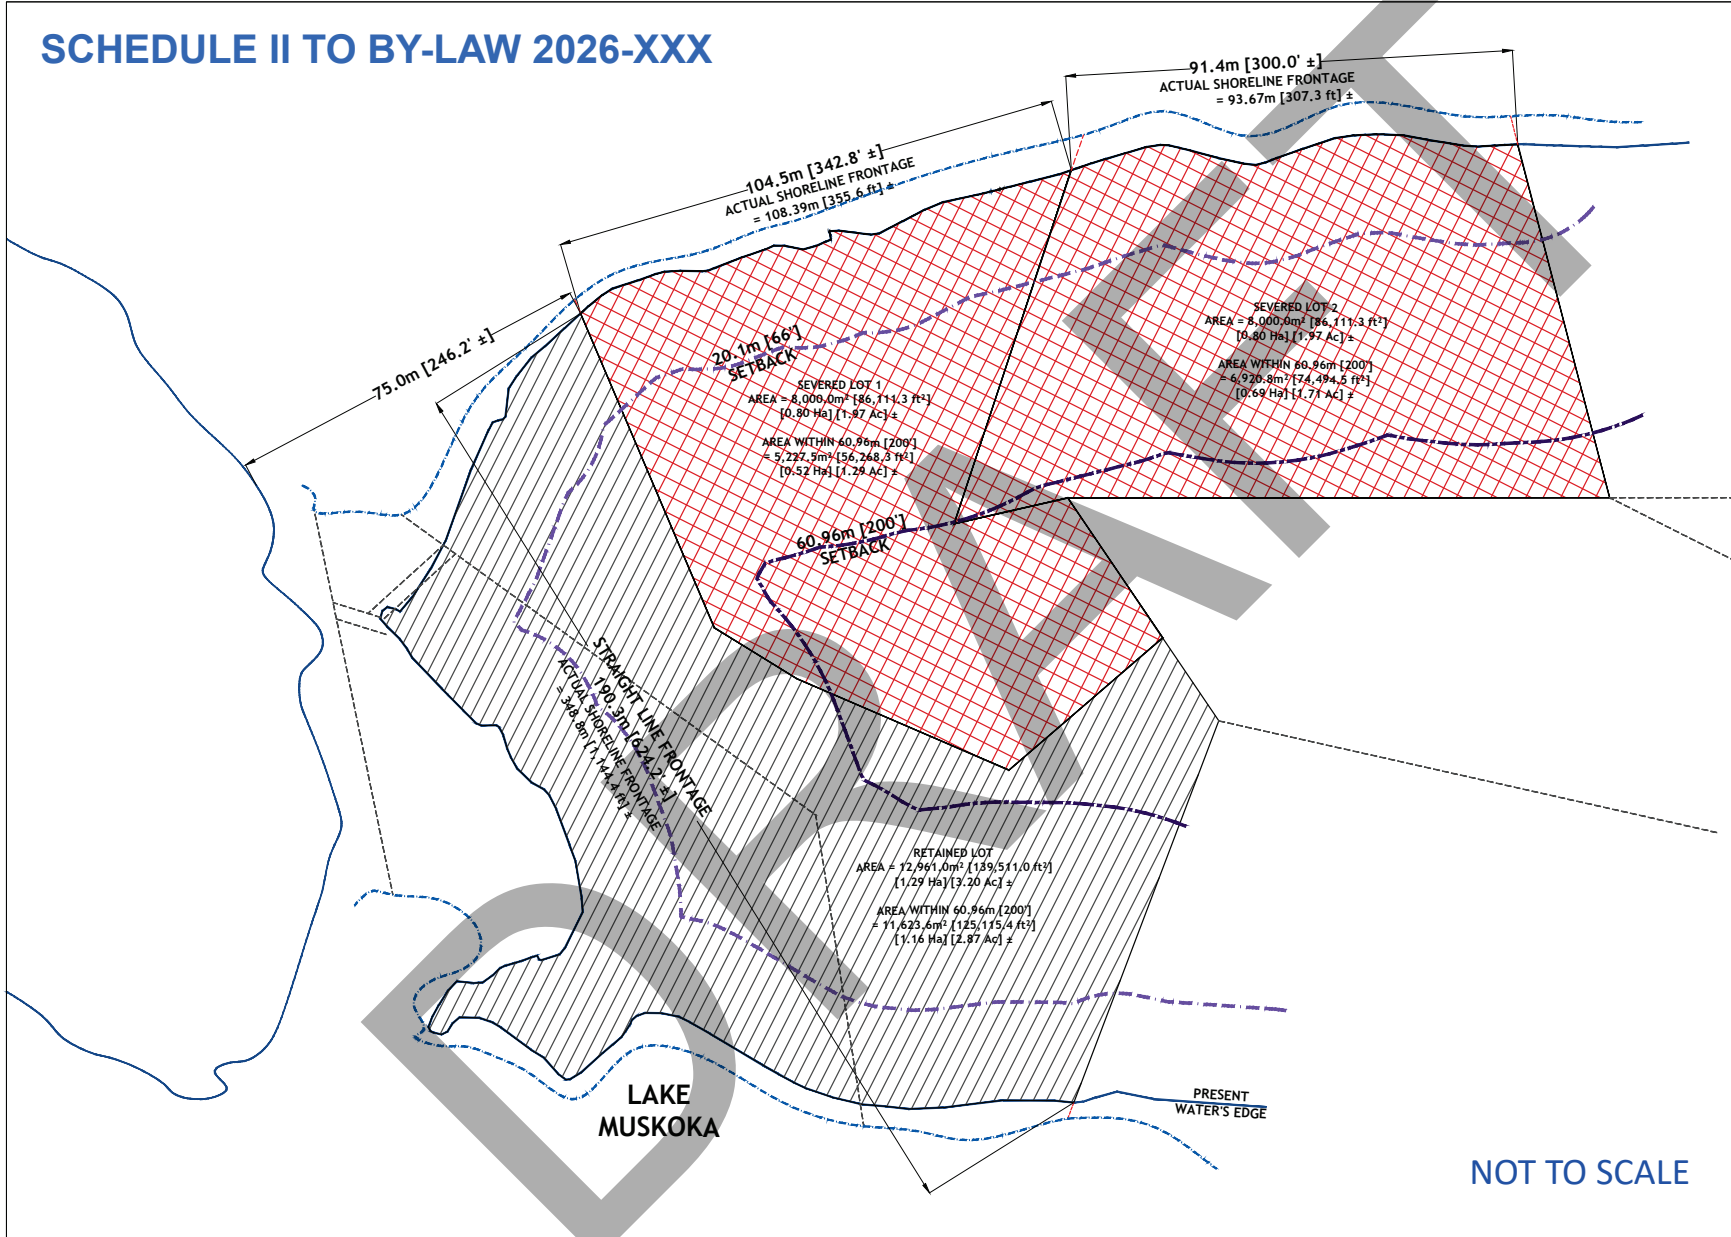 SCHEDULE II TO BY-LAW 2026-XXX
91.4m [300.0' ±]
ACTUAL SHORELINE FRONTAGE
= 93.67m [307.3 ft] ±
104.5m [342.8' ±]
ACTUAL SHORELINE FRONTAGE
= 108.39m [355.6 ft] ±
75.0m [246.2' ±]
20.1m [66']
SETBACK
SEVERED LOT 2
AREA = 8,000.0m² [86,111.3 ft²]
[0.80 Ha] [1.97 Ac] ±
AREA WITHIN 60.96m [200']
= 6,920.8m² [74,494.5 ft²]
[0.69 Ha] [1.71 Ac] ±
SEVERED LOT 1
AREA = 8,000.0m² [86,111.3 ft²]
[0.80 Ha] [1.97 Ac] ±
AREA WITHIN 60.96m [200']
= 5,227.5m² [56,268.3 ft²]
[0.52 Ha] [1.29 Ac] ±
60.96m [200']
SETBACK
STRAIGHT LINE FRONTAGE
190.3m [624.2' ±]
ACTUAL SHORELINE FRONTAGE
= 348.8m [1,144.4 ft] ±
RETAINED LOT
AREA = 12,961.0m² [139,511.0 ft²]
[1.29 Ha] [3.20 Ac] ±
AREA WITHIN 60.96m [200']
= 11,623.6m² [125,115.4 ft²]
[1.16 Ha] [2.87 Ac] ±
LAKE
MUSKOKA
PRESENT
WATER'S EDGE
NOT TO SCALE
DRAFT